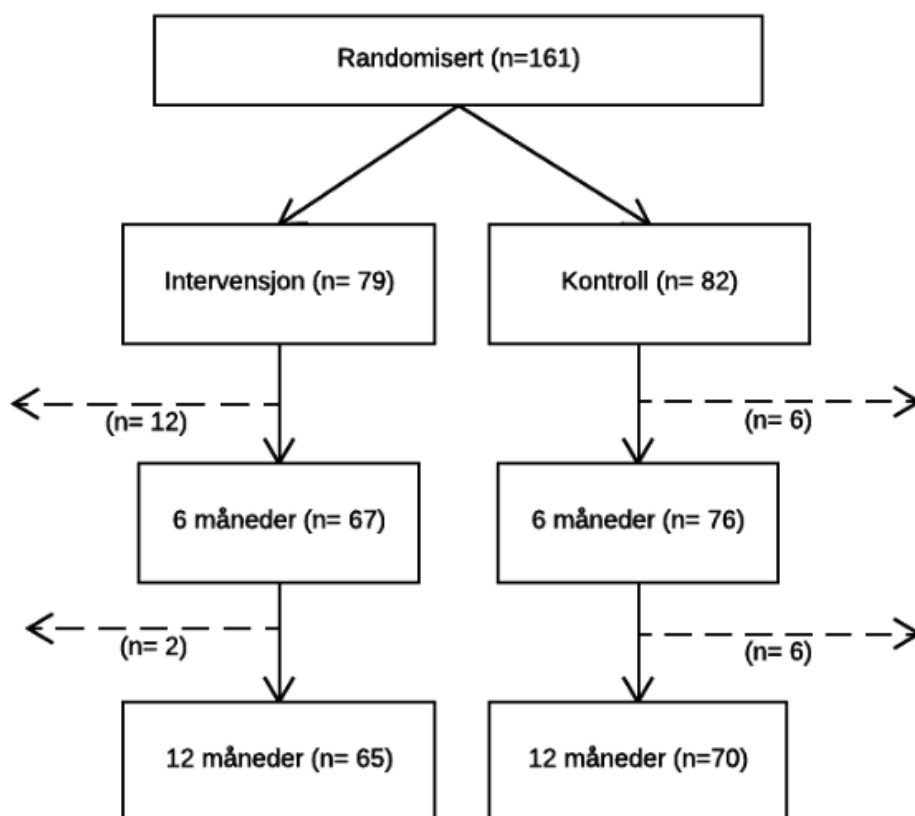 Randomisert (n=161)
Intervensjon (n= 79)
Kontroll (n= 82)
(n= 12)
(n= 6)
6 måneder (n= 67)
6 måneder (n= 76)
(n= 2)
(n= 6)
12 måneder (n= 65)
12 måneder (n=70)